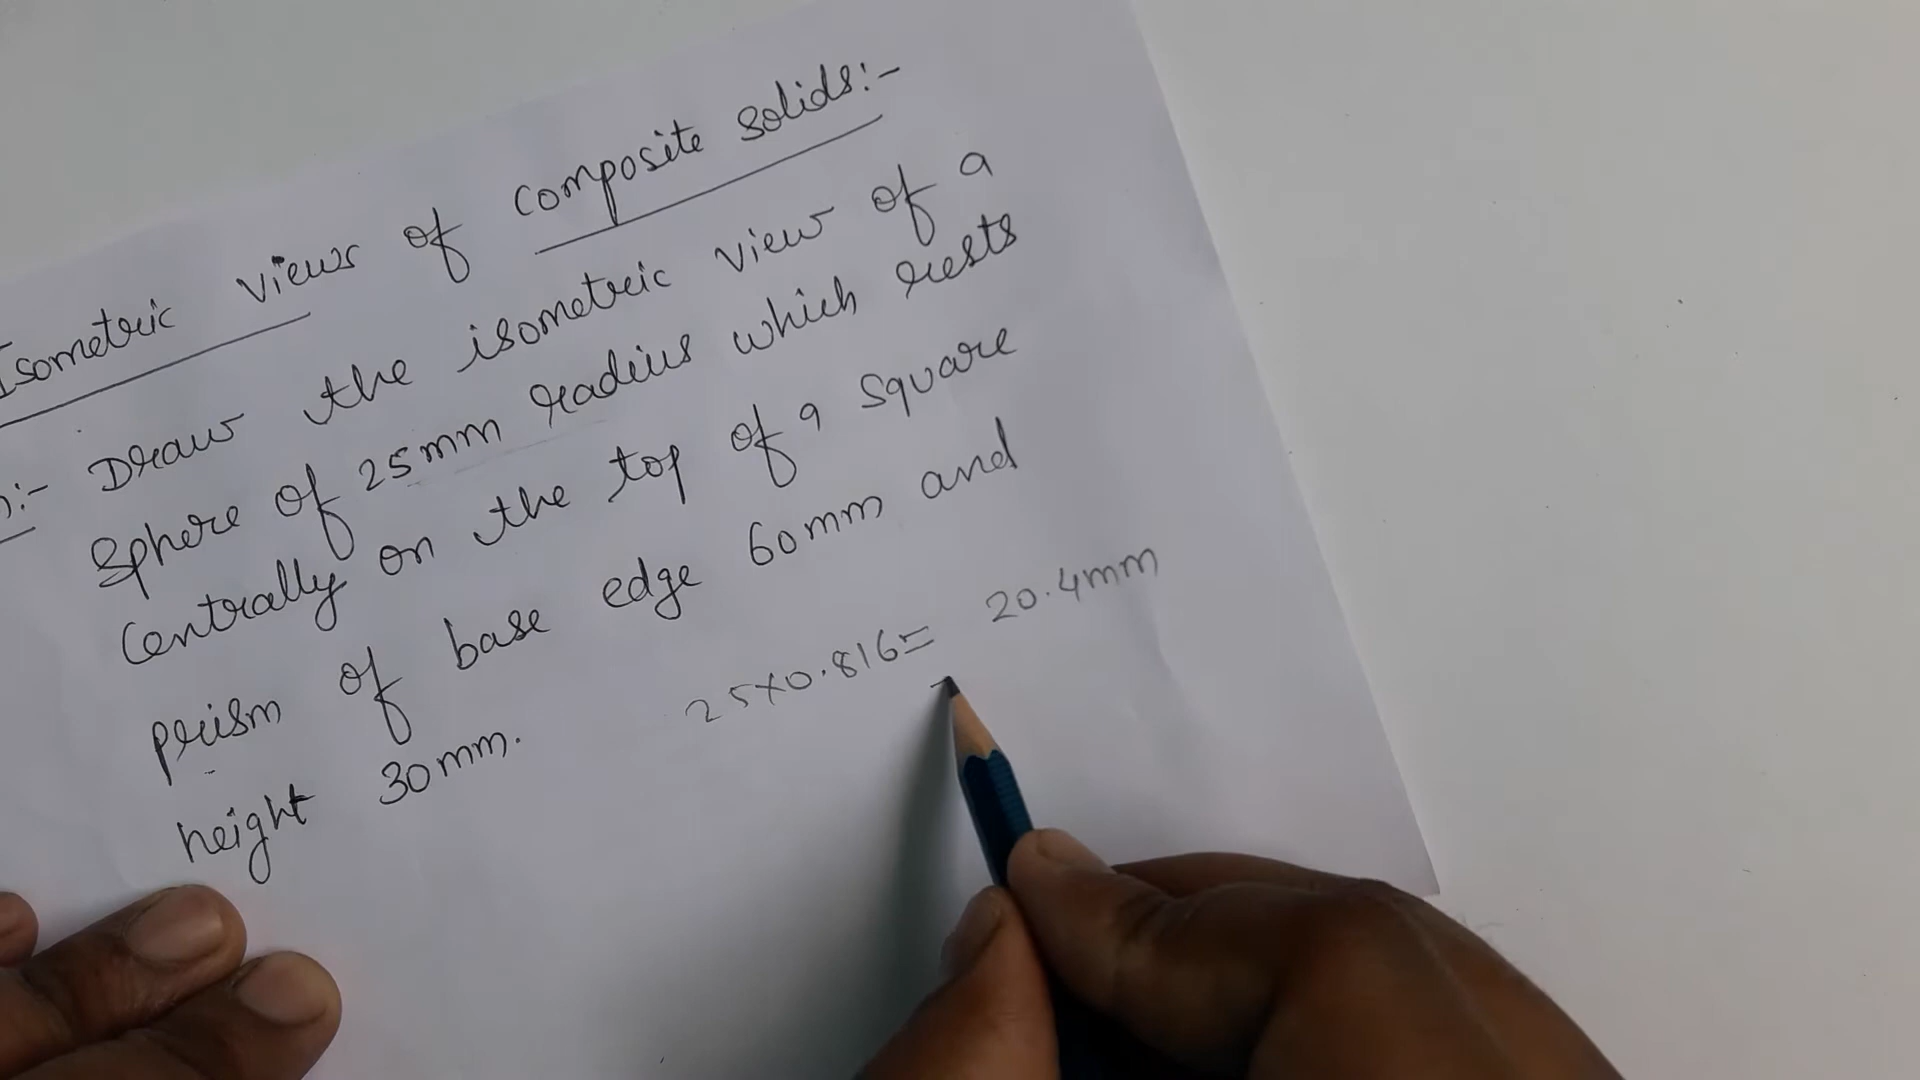 Isometric views of composite solids:-
:- Draw the isometric view of a
sphere of 25mm radius which rests
centrally on the top of a square
prism of base edge 60mm and
height 30mm.
25×0.816= 20.4mm